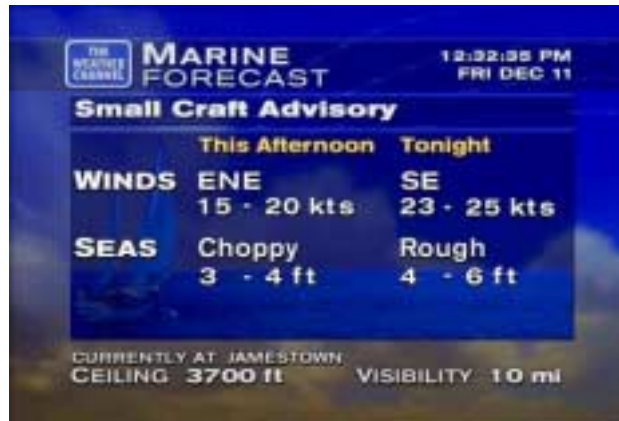 THE
WEATHER
CHANNEL
MARINE
FORECAST
12:32:35 PM
FRI DEC 11
Small Craft Advisory
This Afternoon Tonight
WINDS ENE SE
15 - 20 kts 23 - 25 kts
SEAS Choppy Rough
3 - 4 ft 4 - 6 ft
CURRENTLY AT JAMESTOWN
CEILING 3700 ft VISIBILITY 10 mi